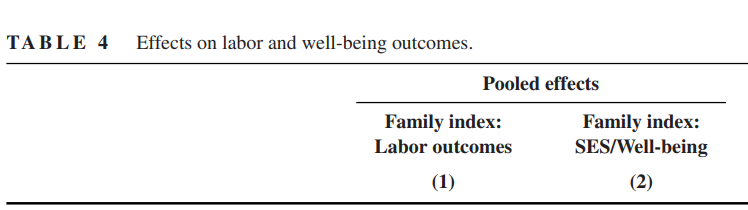 TABLE 4 Effects on labor and well-being outcomes.
Pooled effects
Family index: Family index:
Labor outcomes SES/Well-being
(1) (2)